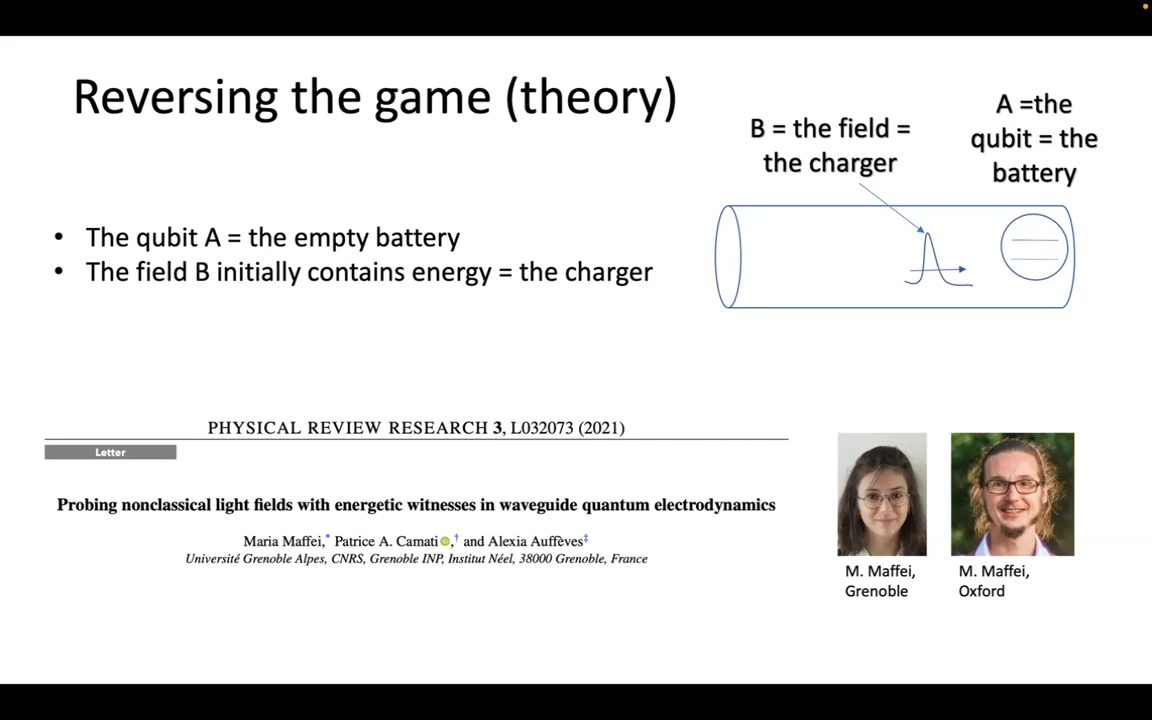 Reversing the game (theory)
B = the field =
the charger
A =the
qubit = the
battery
• The qubit A = the empty battery
• The field B initially contains energy = the charger
PHYSICAL REVIEW RESEARCH 3, L032073 (2021)
Letter
Probing nonclassical light fields with energetic witnesses in waveguide quantum electrodynamics
Maria Maffei,* Patrice A. Camati,† and Alexia Auffèves‡
Université Grenoble Alpes, CNRS, Grenoble INP, Institut Néel, 38000 Grenoble, France
M. Maffei,
Grenoble
M. Maffei,
Oxford